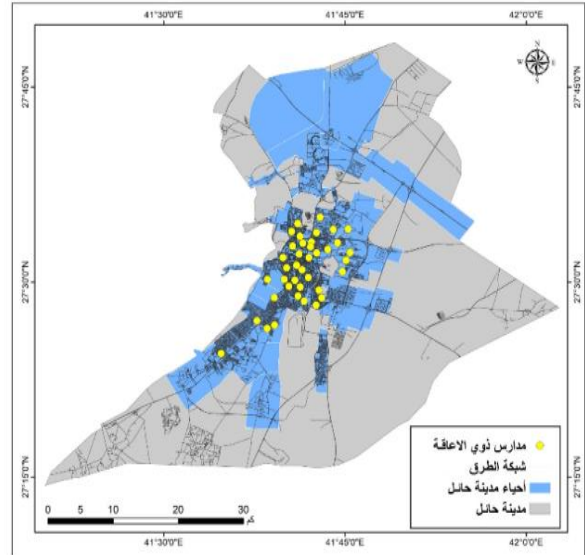 41°30'0"E 41°45'0"E 42°0'0"E
N
W E
S
27°45'0"N 27°45'0"N
27°30'0"N 27°30'0"N
27°15'0"N 27°15'0"N
مدارس ذوي الاعاقة
شبكة الطرق
أحياء مدينة حائل
مدينة حائل
0 5 10 20 30
كم
41°30'0"E 41°45'0"E 42°0'0"E